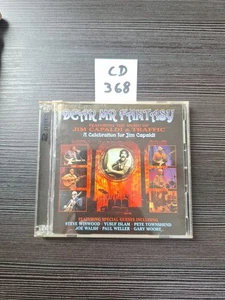 CD
368
DEAR MR FANTASY
FEATURING THE MUSIC OF
JIM CAPALDI & TRAFFIC
A Celebration for Jim Capaldi
FEATURING SPECIAL GUESTS INCLUDING
STEVE WINWOOD · YUSUF ISLAM · PETE TOWNSHEND
JOE WALSH · PAUL WELLER · GARY MOORE